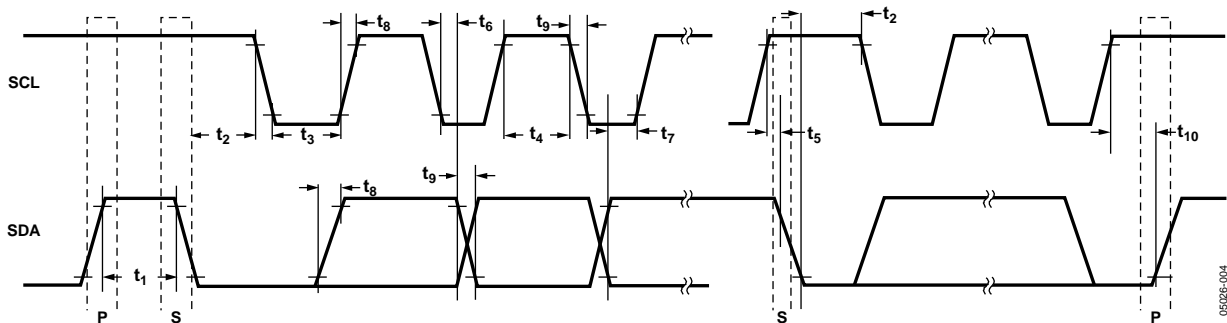 t8 t6 t9 t2
SCL
t2 t3 t4 t7 t5 t10
t9 t8
SDA
t1
P S S P
05026-004